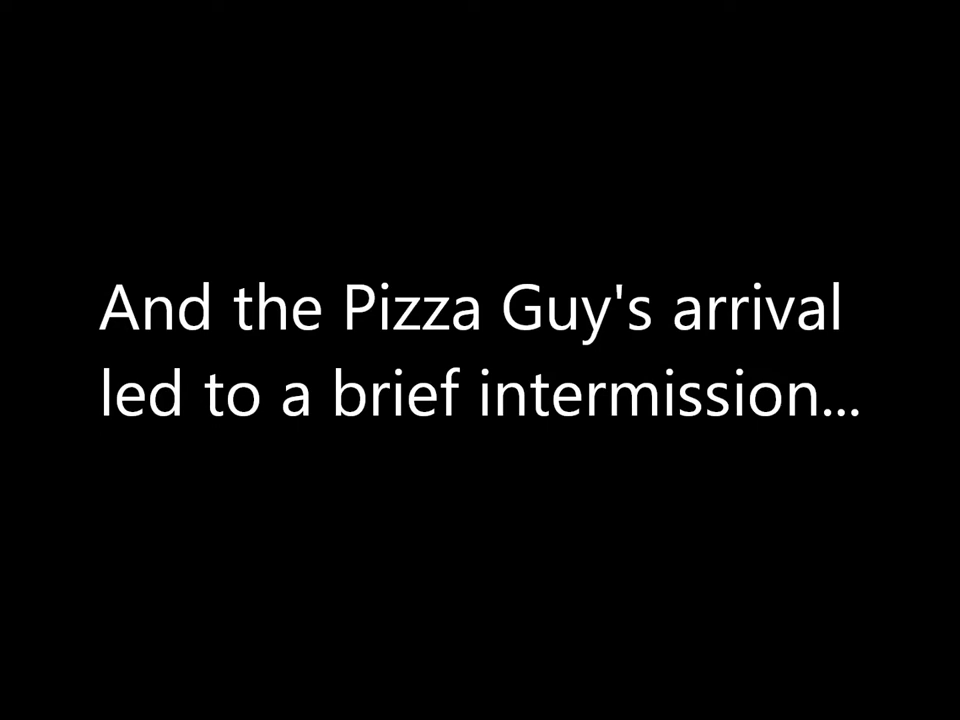 And the Pizza Guy's arrival
led to a brief intermission...